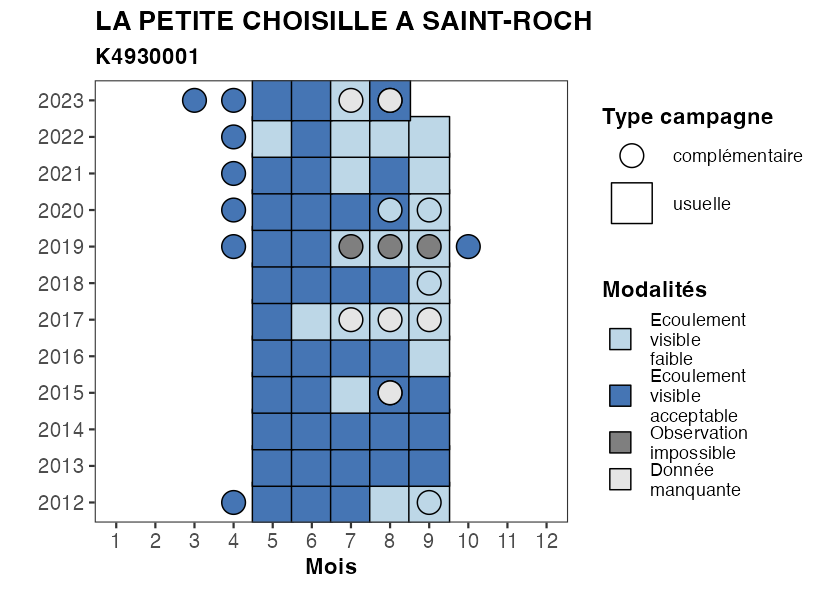 LA PETITE CHOISILLE A SAINT-ROCH
K4930001
2023
2022
2021
2020
2019
2018
2017
2016
2015
2014
2013
2012
1 2 3 4 5 6 7 8 9 10 11 12
Mois
Type campagne
complémentaire
usuelle
Modalités
Ecoulement
visible
faible
Ecoulement
visible
acceptable
Observation
impossible
Donnée
manquante